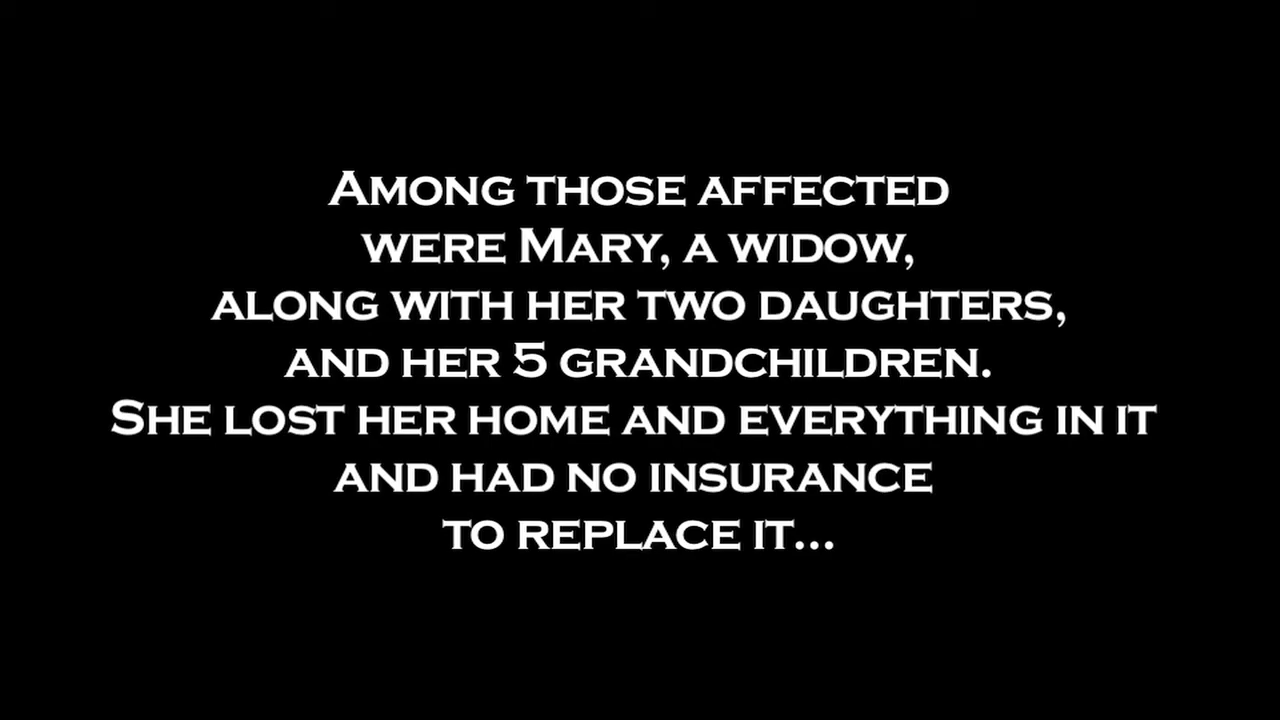 Among those affected
were Mary, a widow,
along with her two daughters,
and her 5 grandchildren.
She lost her home and everything in it
and had no insurance
to replace it...